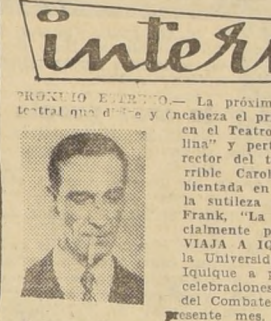 inter
PROXIMO ESTRENO.— La próxim
teatral que dirige y encabeza el pr
en el Teatro
lina" y pert
rector del t
rrible Carol
bientada en
la sutileza
Frank, "La
cialmente p
VIAJA A IQ
la Universid
Iquique a p
celebraciones
del Combate
presente mes.